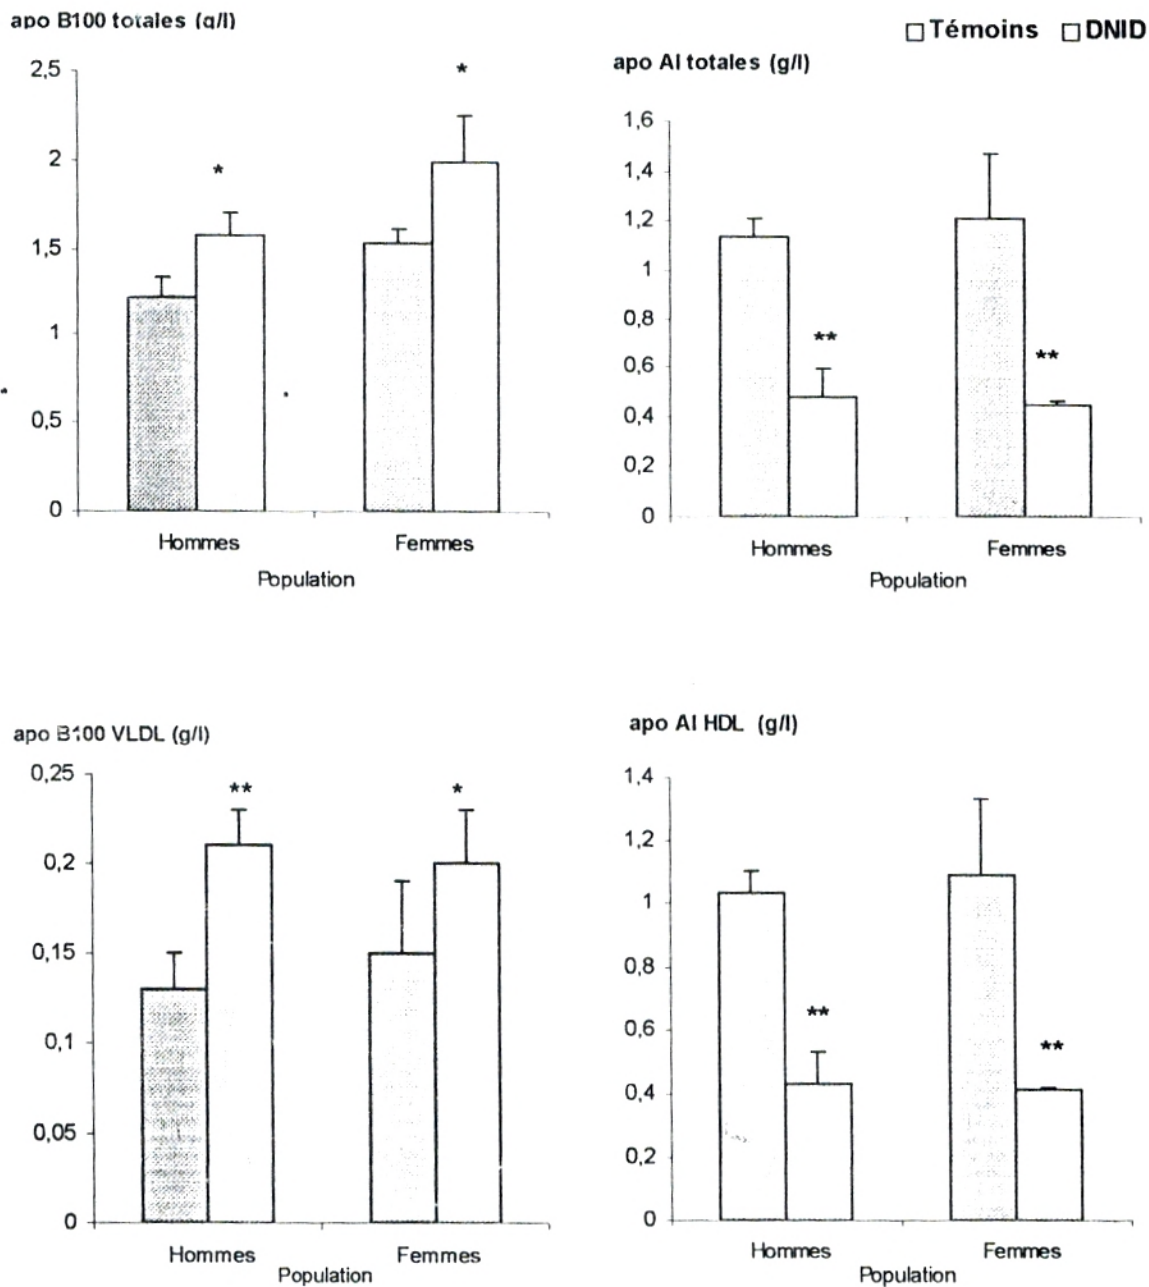 apo B100 totales (g/l)
□ Témoins □ DNID
apo AI totales (g/l)
2,5
2
1,5
1
0,5
0
*
*
Hommes
Femmes
Population
1,6
1,4
1,2
1
0,8
0,6
0,4
0,2
0
**
**
Hommes
Femmes
Population
apo B100 VLDL (g/l)
0,25
0,2
0,15
0,1
0,05
0
**
*
Hommes
Femmes
Population
apo AI HDL (g/l)
1,4
1,2
1
0,8
0,6
0,4
0,2
0
**
**
Hommes
Femmes
Population